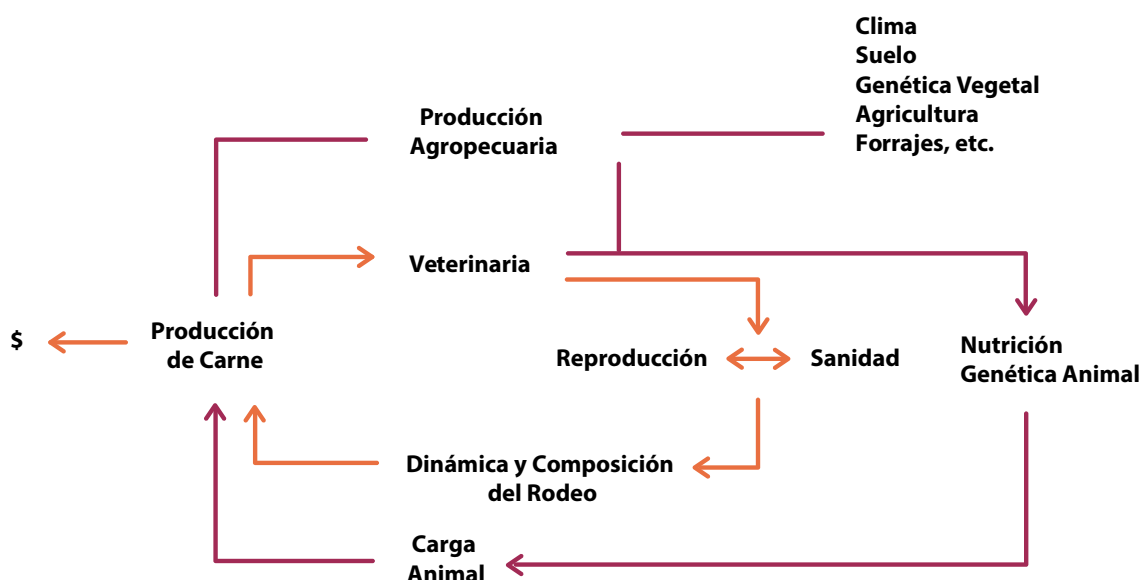 Clima
Suelo
Genética Vegetal
Agricultura
Forrajes, etc.
Producción
Agropecuaria
Veterinaria
$
Producción
de Carne
Reproducción
Sanidad
Nutrición
Genética Animal
Dinámica y Composición
del Rodeo
Carga
Animal